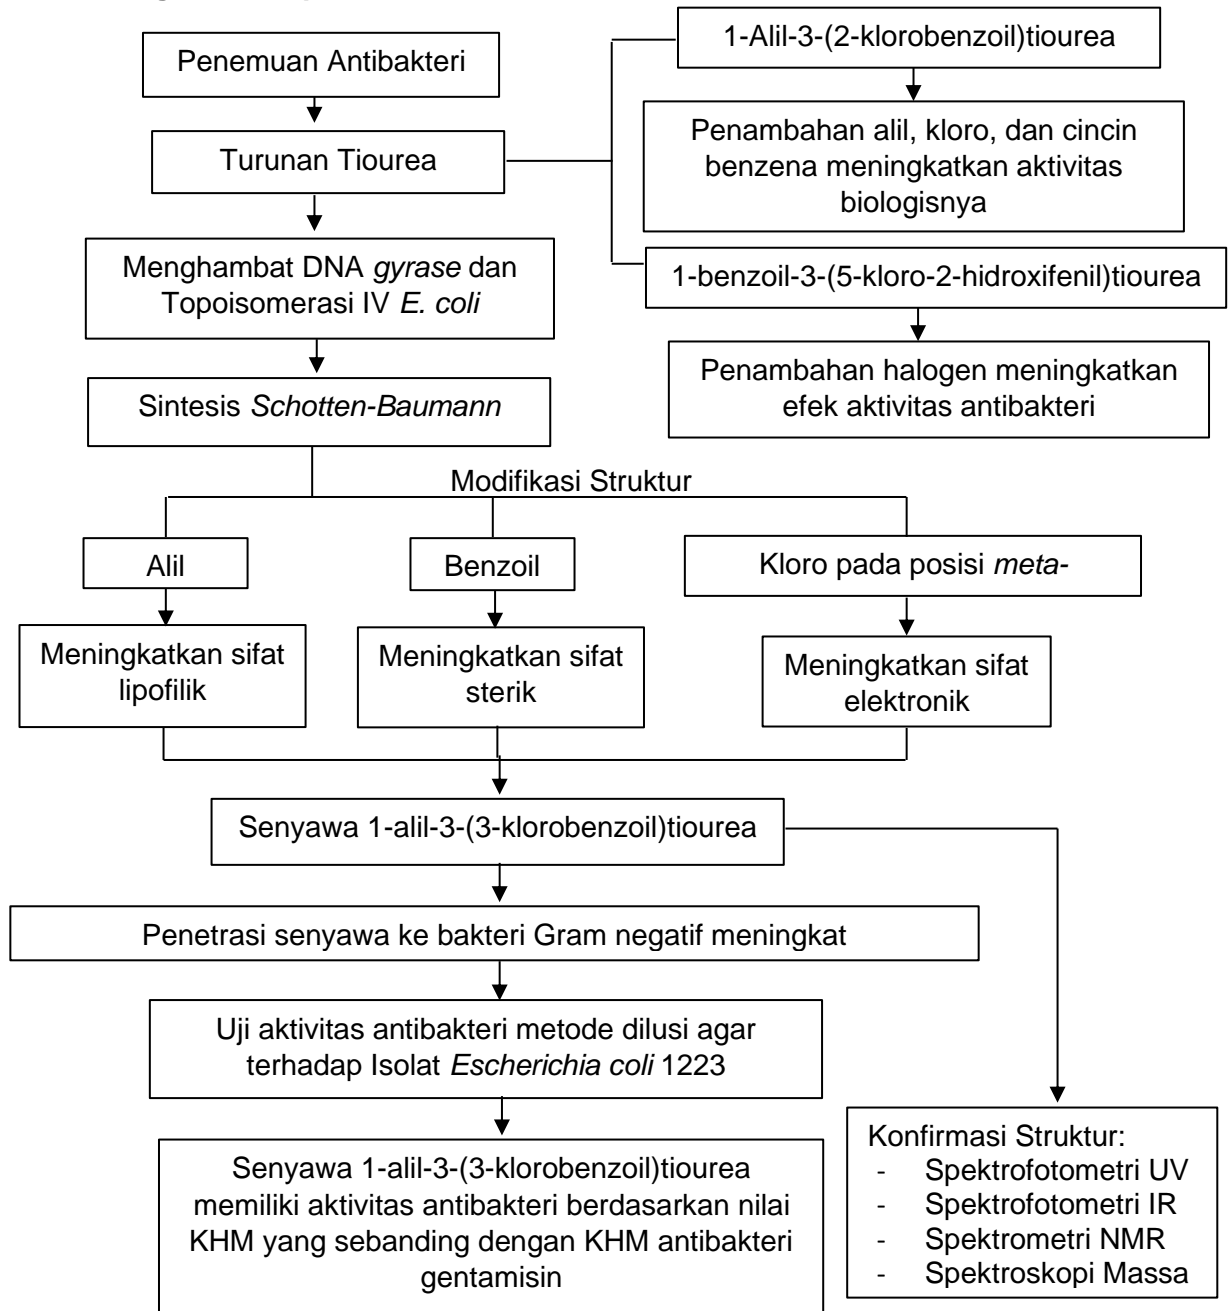 Penemuan Antibakteri
Turunan Tiourea
1-Alil-3-(2-klorobenzoil)tiourea
Penambahan alil, kloro, dan cincin
benzena meningkatkan aktivitas
biologisnya
1-benzoil-3-(5-kloro-2-hidroxifenil)tiourea
Penambahan halogen meningkatkan
efek aktivitas antibakteri
Menghambat DNA gyrase dan
Topoisomerasi IV E. coli
Sintesis Schotten-Baumann
Modifikasi Struktur
Alil
Benzoil
Kloro pada posisi meta-
Meningkatkan sifat
lipofilik
Meningkatkan sifat
sterik
Meningkatkan sifat
elektronik
Senyawa 1-alil-3-(3-klorobenzoil)tiourea
Penetrasi senyawa ke bakteri Gram negatif meningkat
Uji aktivitas antibakteri metode dilusi agar
terhadap Isolat Escherichia coli 1223
Senyawa 1-alil-3-(3-klorobenzoil)tiourea
memiliki aktivitas antibakteri berdasarkan nilai
KHM yang sebanding dengan KHM antibakteri
gentamisin
Konfirmasi Struktur:
- Spektrofotometri UV
- Spektrofotometri IR
- Spektrometri NMR
- Spektroskopi Massa